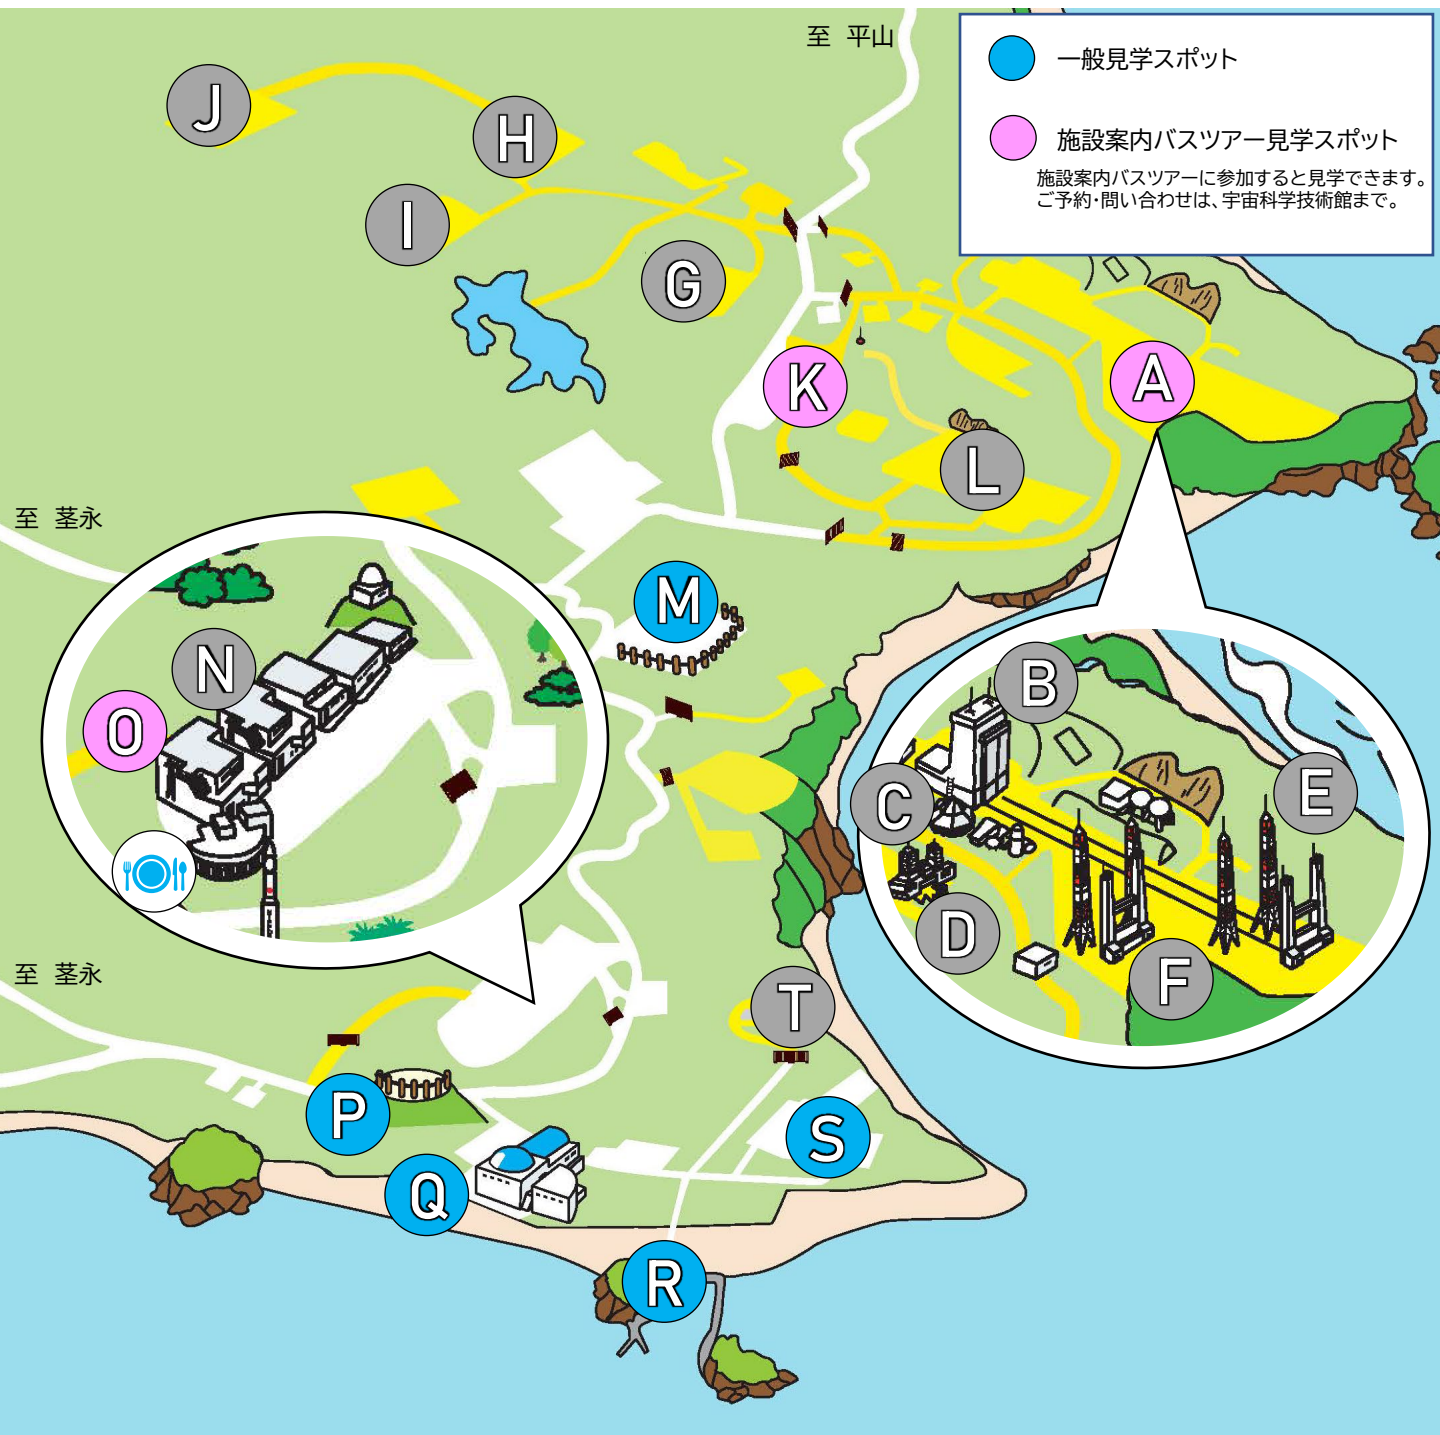 至 平山
一般見学スポット
施設案内バスツアー見学スポット
施設案内バスツアーに参加すると見学できます。
ご予約・問い合わせは、宇宙科学技術館まで。
J
H
I
G
K
A
L
至 茎永
M
N
O
B
C
E
D
F
至 茎永
T
P
S
Q
R